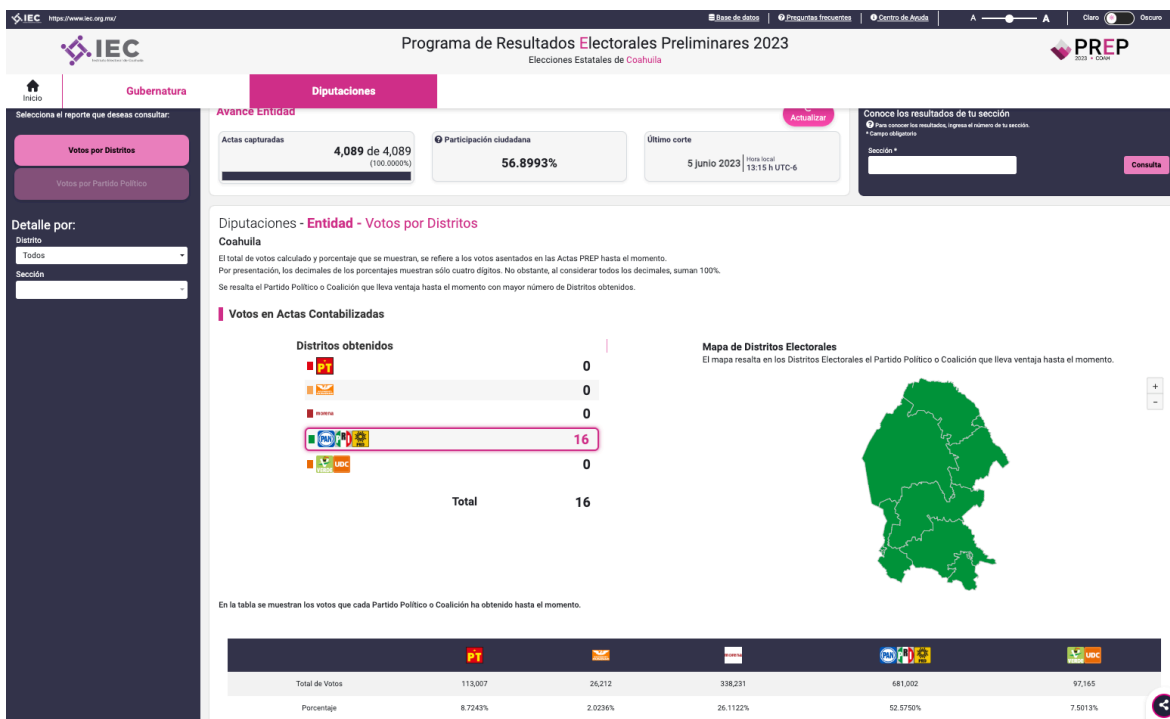 IEC https://www.iec.org.mx/ Base de datos Preguntas frecuentes Centro de Ayuda A A Claro Oscuro
IEC Programa de Resultados Electorales Preliminares 2023 PREP
Instituto Electoral de Coahuila Elecciones Estatales de Coahuila 2023 • COAH
Inicio Gubernatura Diputaciones
Selecciona el reporte que deseas consultar:
Votos por Distritos
Votos por Partido Político
Detalle por:
Distrito
Todos
Sección
Avance Entidad
Actualizar
Actas capturadas
4,089 de 4,089
(100.0000%)
Participación ciudadana
56.8993%
Último corte
5 junio 2023 Hora local
13:15 h UTC-6
Conoce los resultados de tu sección
Para conocer los resultados, ingresa el número de tu sección.
* Campo obligatorio
Sección *
Consulta
Diputaciones - Entidad - Votos por Distritos
Coahuila
El total de votos calculado y porcentaje que se muestran, se refiere a los votos asentados en las Actas PREP hasta el momento.
Por presentación, los decimales de los porcentajes muestran sólo cuatro dígitos. No obstante, al considerar todos los decimales, suman 100%.
Se resalta el Partido Político o Coalición que lleva ventaja hasta el momento con mayor número de Distritos obtenidos.
Votos en Actas Contabilizadas
Distritos obtenidos
PT 0
0
morena 0
PAN PRI PRD 16
VERDE UDC 0
Total 16
Mapa de Distritos Electorales
El mapa resalta en los Distritos Electorales el Partido Político o Coalición que lleva ventaja hasta el momento.
+
-
En la tabla se muestran los votos que cada Partido Político o Coalición ha obtenido hasta el momento.
PT morena PAN PRI PRD VERDE UDC
Total de Votos 113,007 26,212 338,231 681,002 97,165
Porcentaje 8.7243% 2.0236% 26.1122% 52.5750% 7.5013%